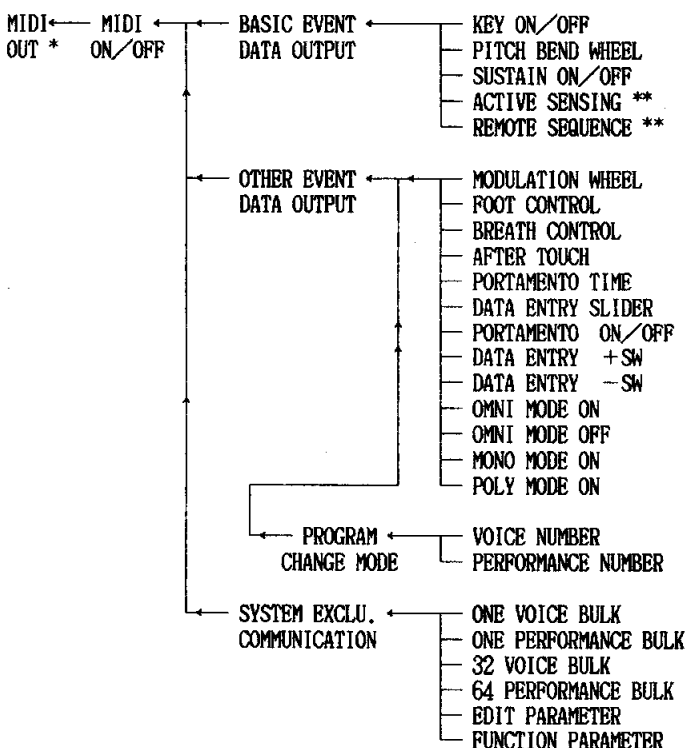 MIDI MIDI BASIC EVENT KEY ON/OFF
OUT * ON/OFF DATA OUTPUT PITCH BEND WHEEL
SUSTAIN ON/OFF
ACTIVE SENSING **
REMOTE SEQUENCE **
OTHER EVENT MODULATION WHEEL
DATA OUTPUT FOOT CONTROL
BREATH CONTROL
AFTER TOUCH
PORTAMENTO TIME
DATA ENTRY SLIDER
PORTAMENTO ON/OFF
DATA ENTRY +SW
DATA ENTRY -SW
OMNI MODE ON
OMNI MODE OFF
MONO MODE ON
POLY MODE ON
PROGRAM VOICE NUMBER
CHANGE MODE PERFORMANCE NUMBER
SYSTEM EXCLU. ONE VOICE BULK
COMMUNICATION ONE PERFORMANCE BULK
32 VOICE BULK
64 PERFORMANCE BULK
EDIT PARAMETER
FUNCTION PARAMETER